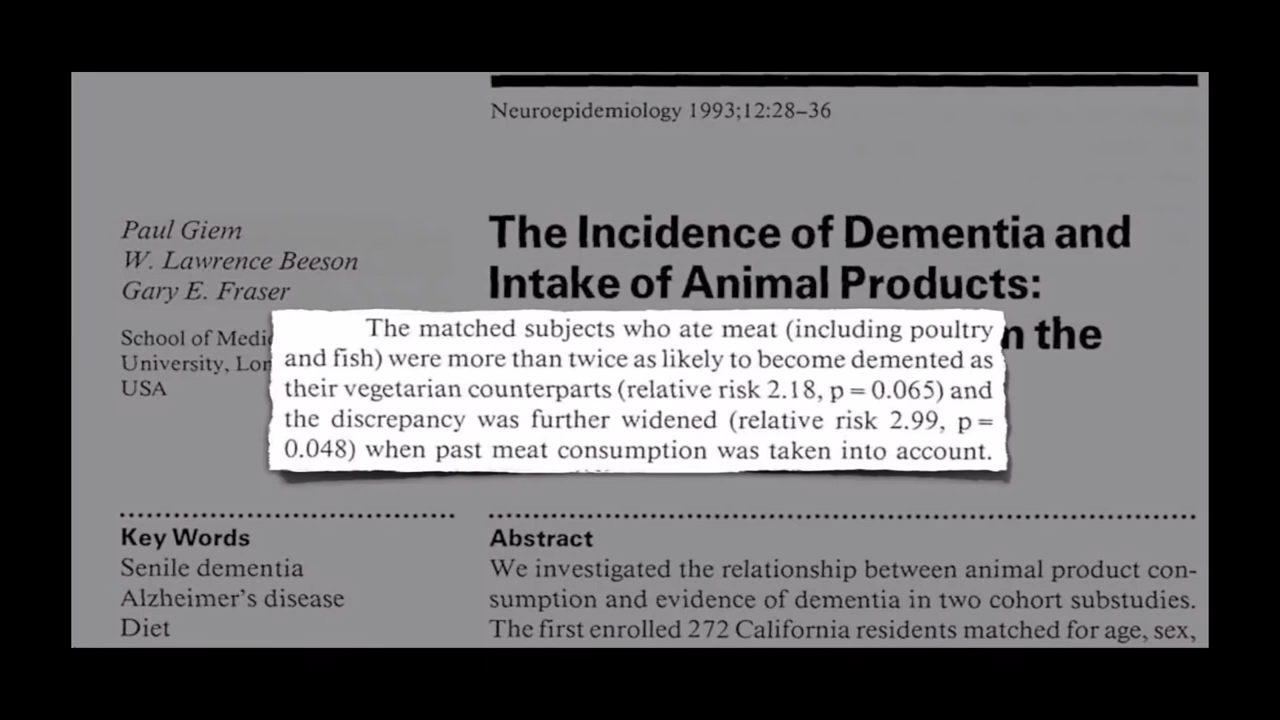 Neuroepidemiology 1993;12:28–36
Paul Giem
W. Lawrence Beeson
Gary E. Fraser
School of Medi
University, Lon
USA
The Incidence of Dementia and
Intake of Animal Products:
n the
The matched subjects who ate meat (including poultry
and fish) were more than twice as likely to become demented as
their vegetarian counterparts (relative risk 2.18, p = 0.065) and
the discrepancy was further widened (relative risk 2.99, p =
0.048) when past meat consumption was taken into account.
Key Words
Senile dementia
Alzheimer's disease
Diet
Abstract
We investigated the relationship between animal product con-
sumption and evidence of dementia in two cohort substudies.
The first enrolled 272 California residents matched for age, sex,